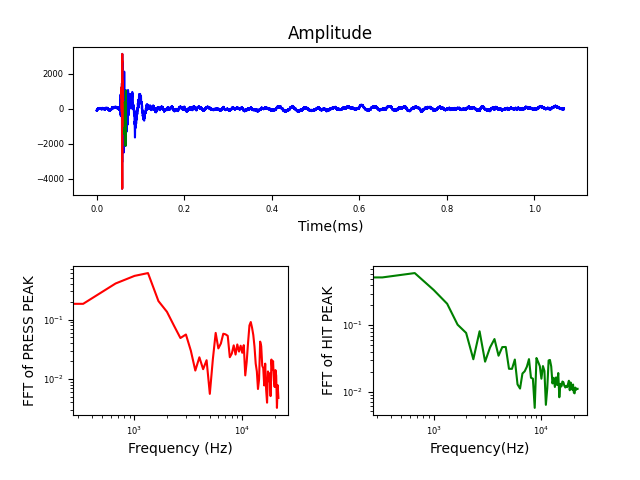 Amplitude
2000
0
−2000
−4000
0.0 0.2 0.4 0.6 0.8 1.0
Time(ms)
FFT of PRESS PEAK
10⁻¹
10⁻²
10³ 10⁴
Frequency (Hz)
FFT of HIT PEAK
10⁻¹
10⁻²
10³ 10⁴
Frequency(Hz)